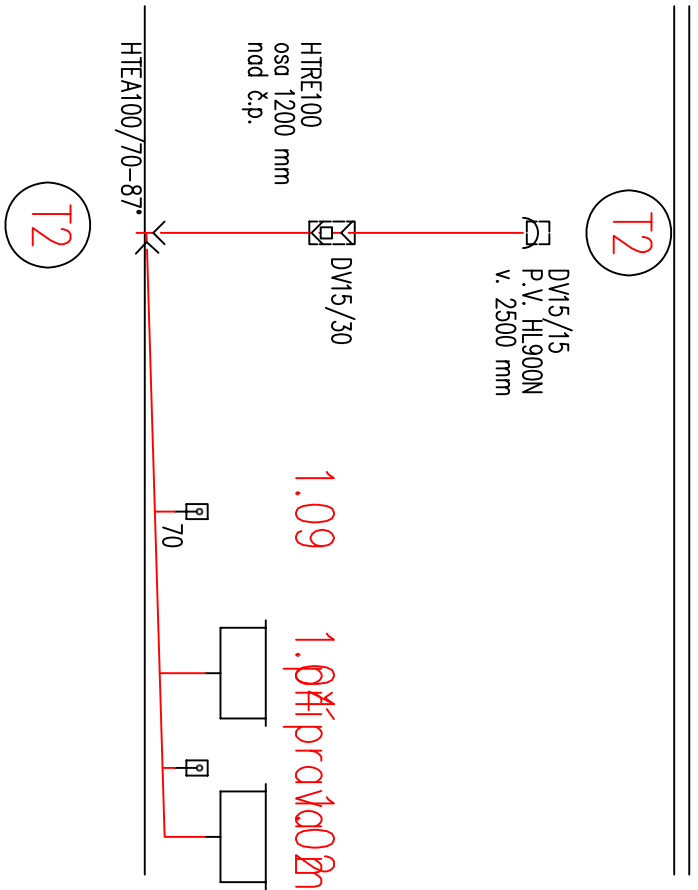 T2
DV15/15
P.V. HL900N
v. 2500 mm
HTRE100
osa 1200 mm
nad č.p.
DV15/30
HTEA100/70-87°
T2
70
1.09